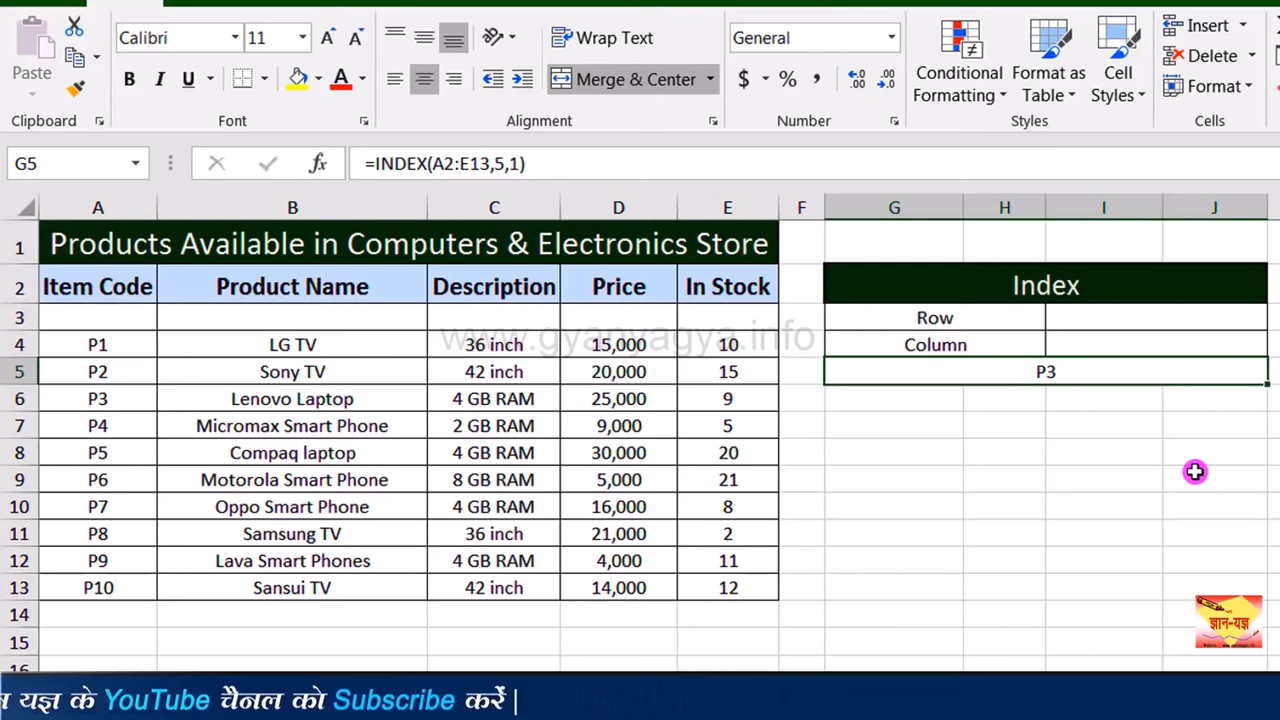 Calibri 11 Wrap Text General Insert
Paste B I U Merge & Center $ % , Conditional Formatting Format as Table Cell Styles Delete
Format
Clipboard Font Alignment Number Styles Cells
G5 fx =INDEX(A2:E13,5,1)
A B C D E F G H I J
1 Products Available in Computers & Electronics Store
2 Item Code Product Name Description Price In Stock Index
3 Row
www.gyanyagya.info
4 P1 LG TV 36 inch 15,000 10 Column
5 P2 Sony TV 42 inch 20,000 15 P3
6 P3 Lenovo Laptop 4 GB RAM 25,000 9
7 P4 Micromax Smart Phone 2 GB RAM 9,000 5
8 P5 Compaq laptop 4 GB RAM 30,000 20
9 P6 Motorola Smart Phone 8 GB RAM 5,000 21
10 P7 Oppo Smart Phone 4 GB RAM 16,000 8
11 P8 Samsung TV 36 inch 21,000 2
12 P9 Lava Smart Phones 4 GB RAM 4,000 11
13 P10 Sansui TV 42 inch 14,000 12
14
15
ज्ञान-यज्ञ
यज्ञ के YouTube चैनल को Subscribe करें |